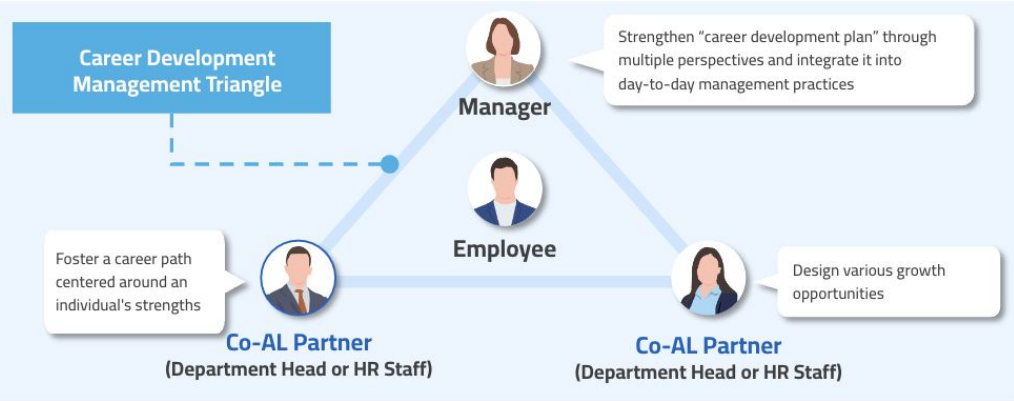 Career Development
Management Triangle
Strengthen “career development plan” through
multiple perspectives and integrate it into
day-to-day management practices
Manager
Employee
Foster a career path
centered around an
individual's strengths
Design various growth
opportunities
Co-AL Partner
(Department Head or HR Staff)
Co-AL Partner
(Department Head or HR Staff)